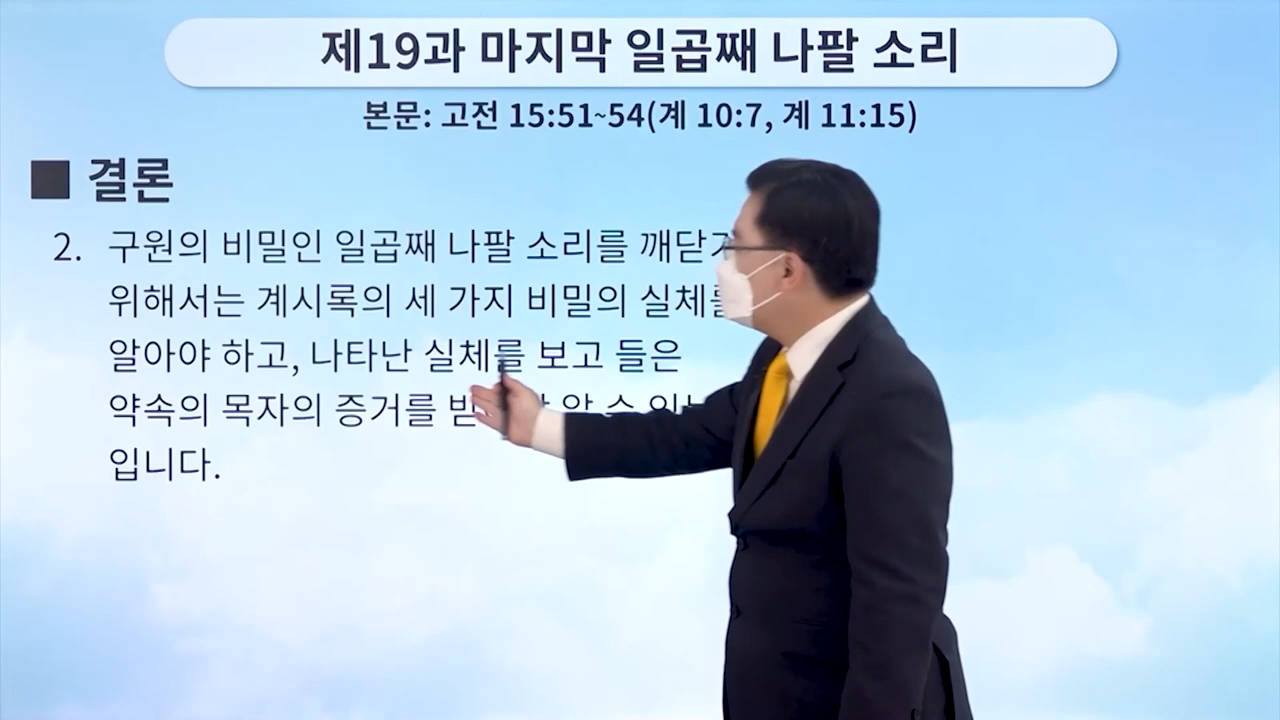 제19과 마지막 일곱째 나팔 소리
본문: 고전 15:51~54(계 10:7, 계 11:15)
■ 결론
2. 구원의 비밀인 일곱째 나팔 소리를
위해서는 계시록의 세 가지 비밀의 실체를
알아야 하고, 나타난 실체를 보고 들은
약속의 목자의 증거를 알 수
입니다.